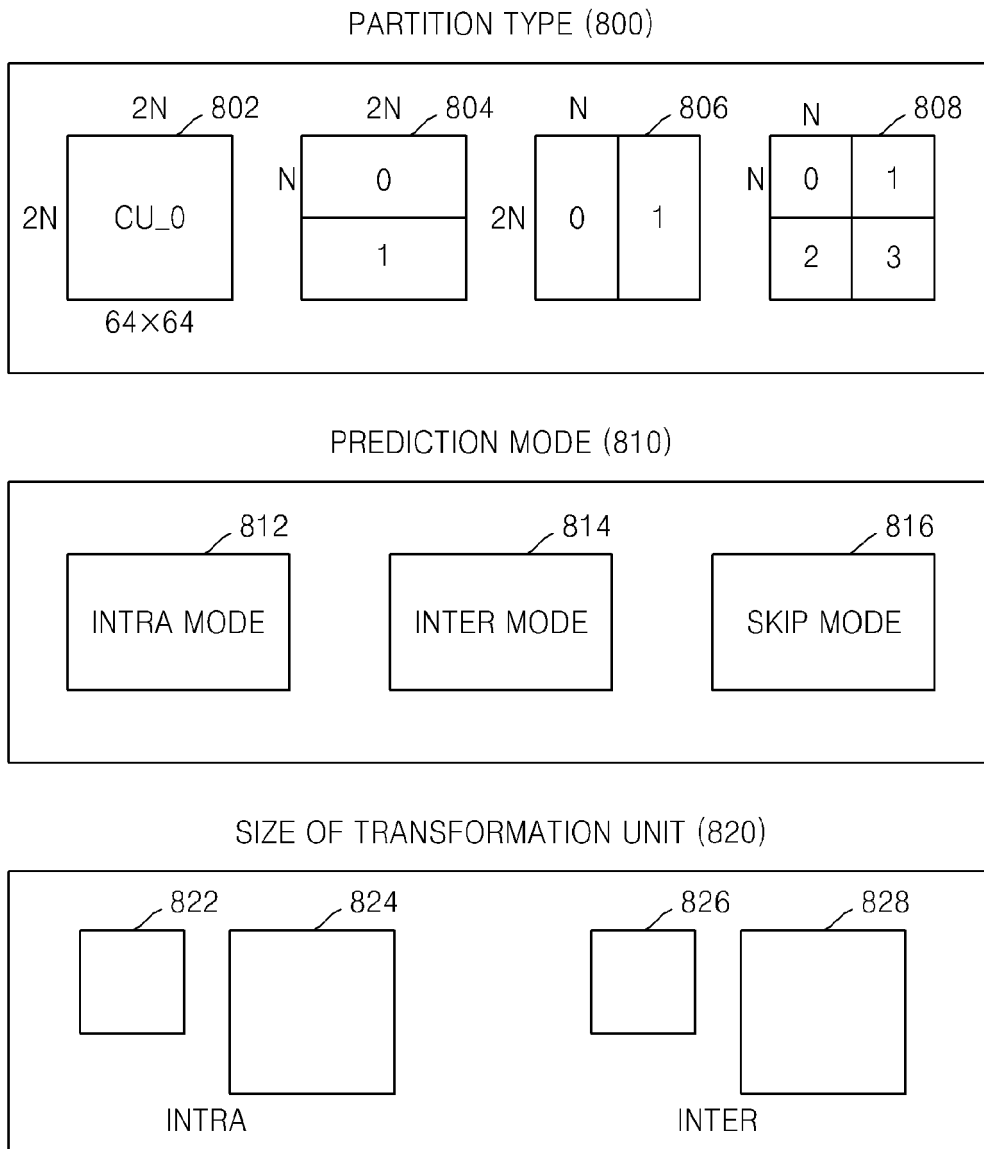 PARTITION TYPE (800)
2N 802 2N 804 N 806 N 808
2N CU_0 N 0 1 2N 0 1 N 0 1 2 3
64×64
PREDICTION MODE (810)
812 814 816
INTRA MODE INTER MODE SKIP MODE
SIZE OF TRANSFORMATION UNIT (820)
822 824 826 828
INTRA INTER